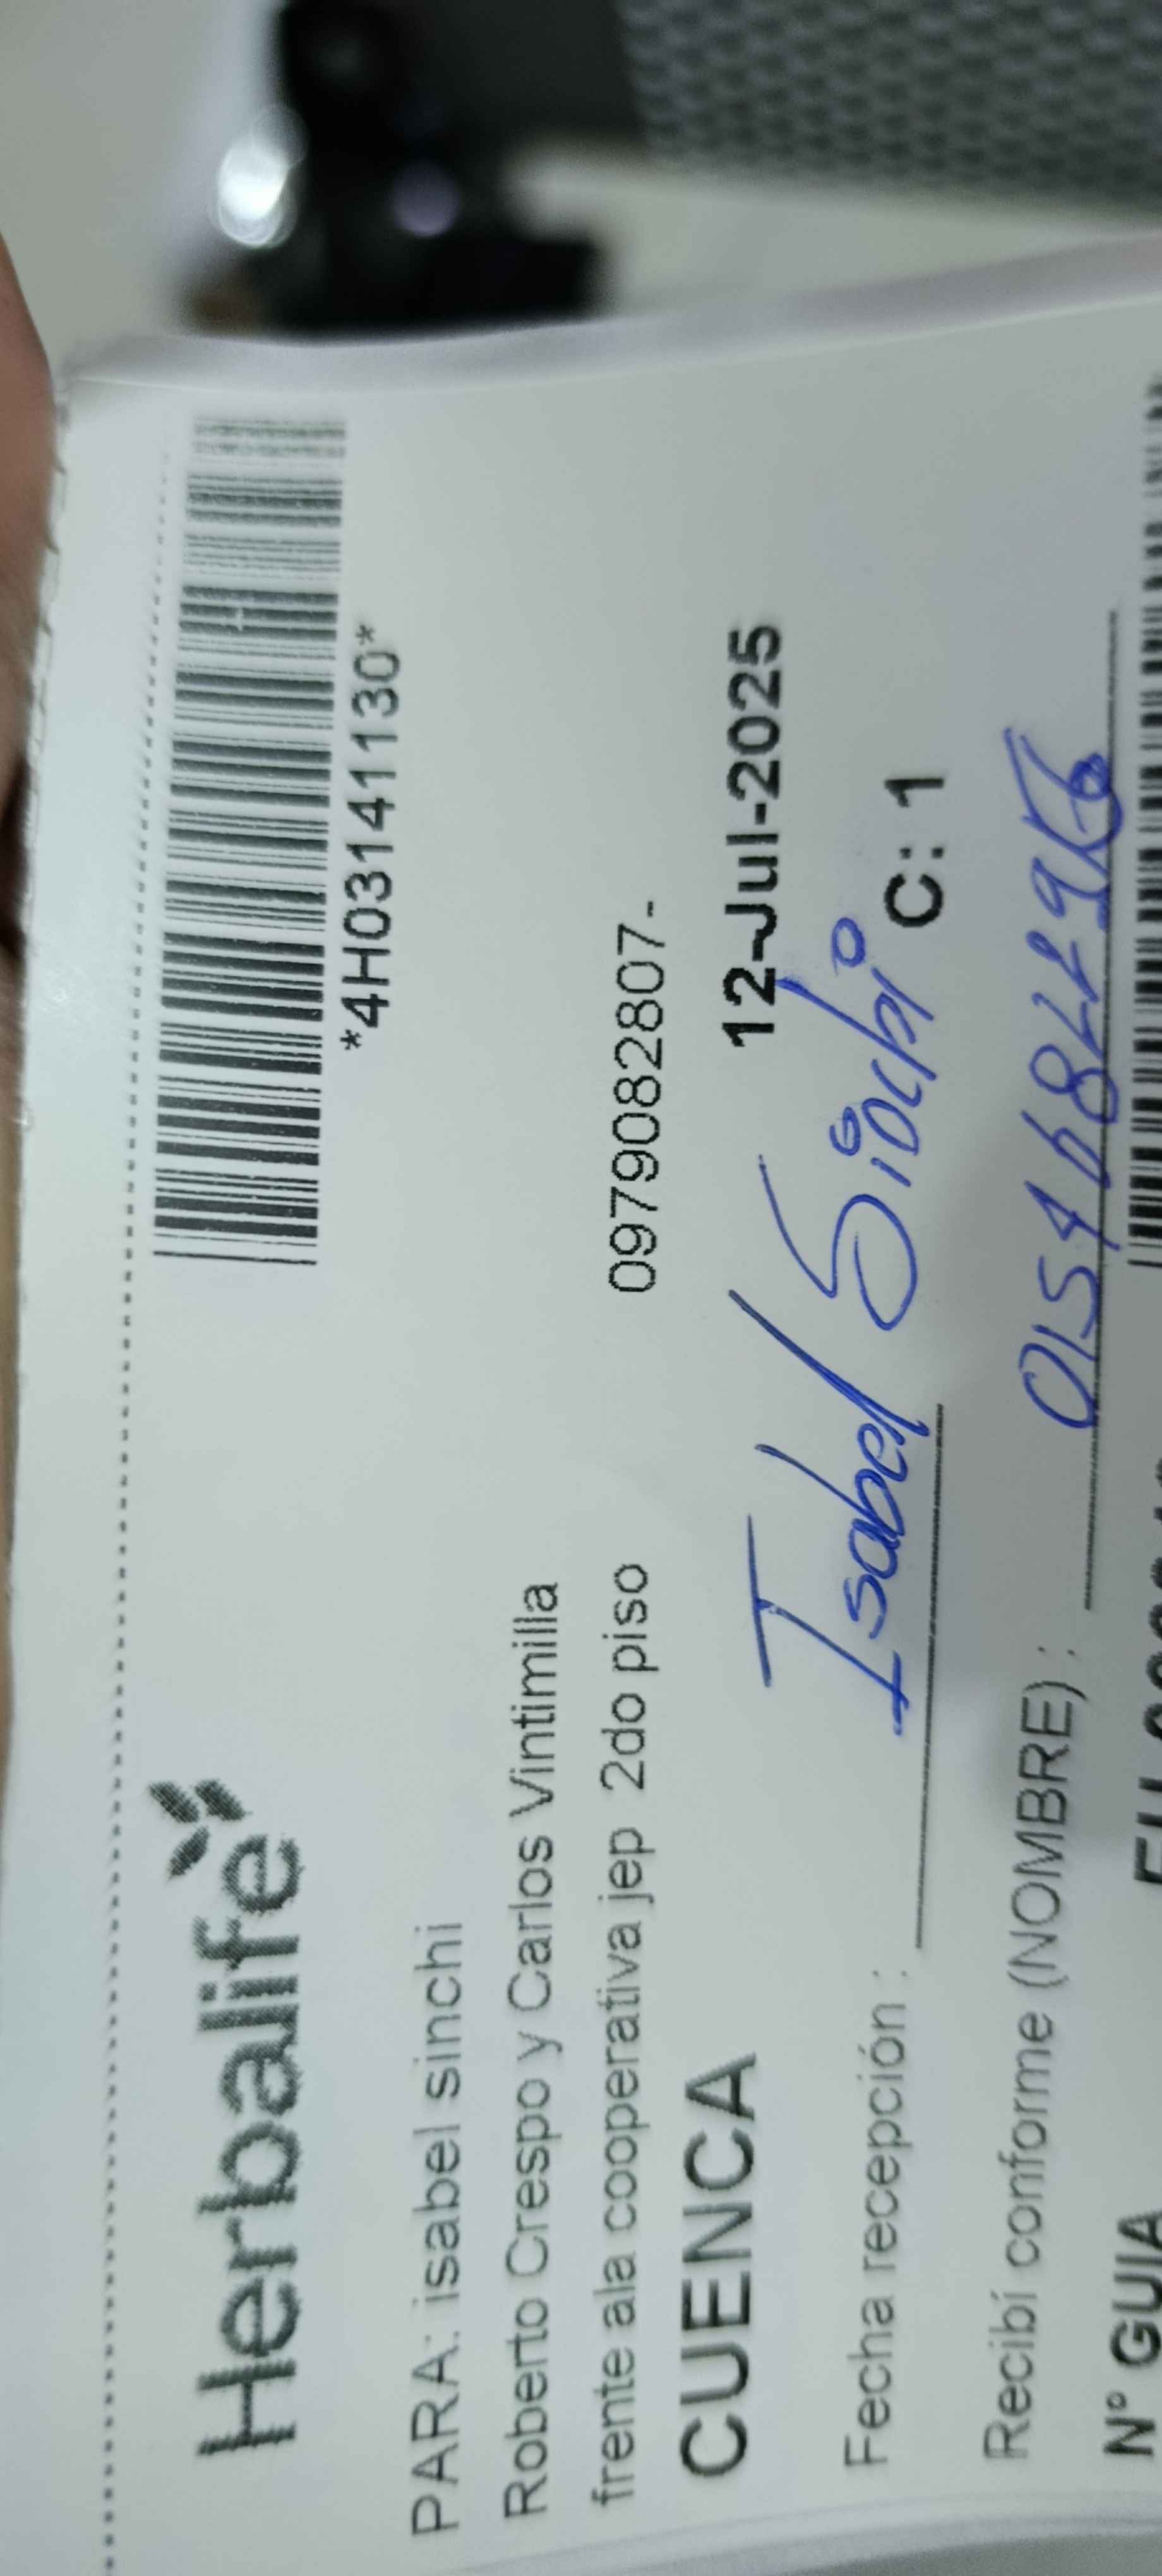 Herbalife
*4H03141130*
PARA: isabel sinchi
Roberto Crespo y Carlos Vintimilla
frente ala cooperativa jep 2do piso 0979082807-
CUENCA 12-Jul-2025
Isabel Sinchi
Fecha recepción : C: 1
Recibí conforme (NOMBRE) :
N° GUIA